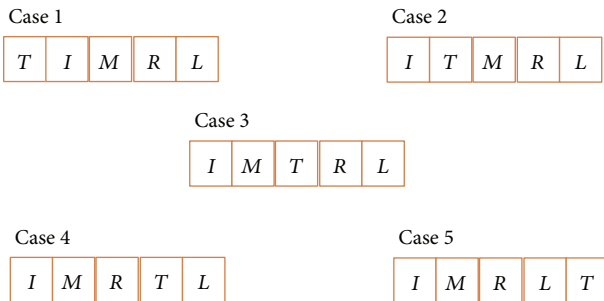 Case 1
T I M R L
Case 2
I T M R L
Case 3
I M T R L
Case 4
I M R T L
Case 5
I M R L T